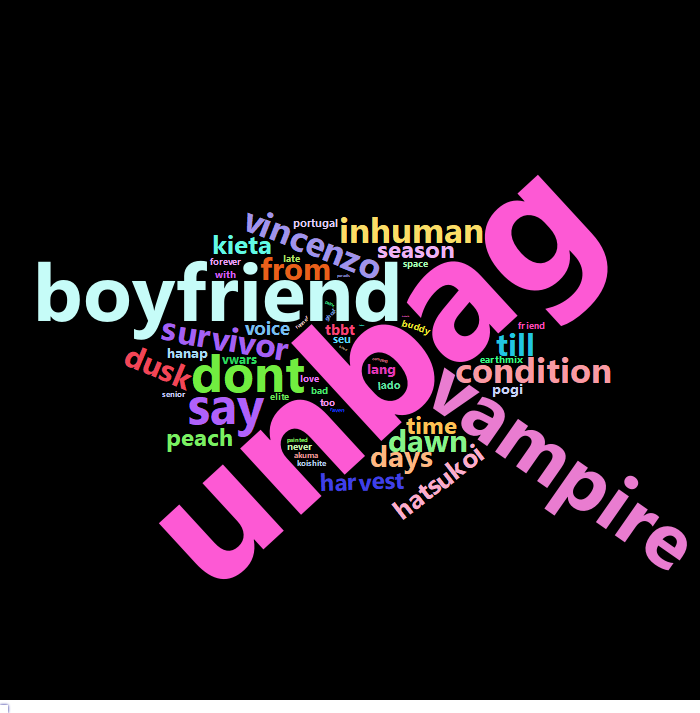 vincenzo
portugal
inhuman
kieta
late
season
forever
from
space
with
boyfriend
unbag
survivor
voice
tbbt
buddy
friend
seu
till
hanap
vwars
earthmix
dusk
dont
love
lang
condition
lado
pogi
senior
say
elite
bad
too
vampire
peach
time
painted
never
dawn
akuma
koishite
days
harvest
hatsukoi